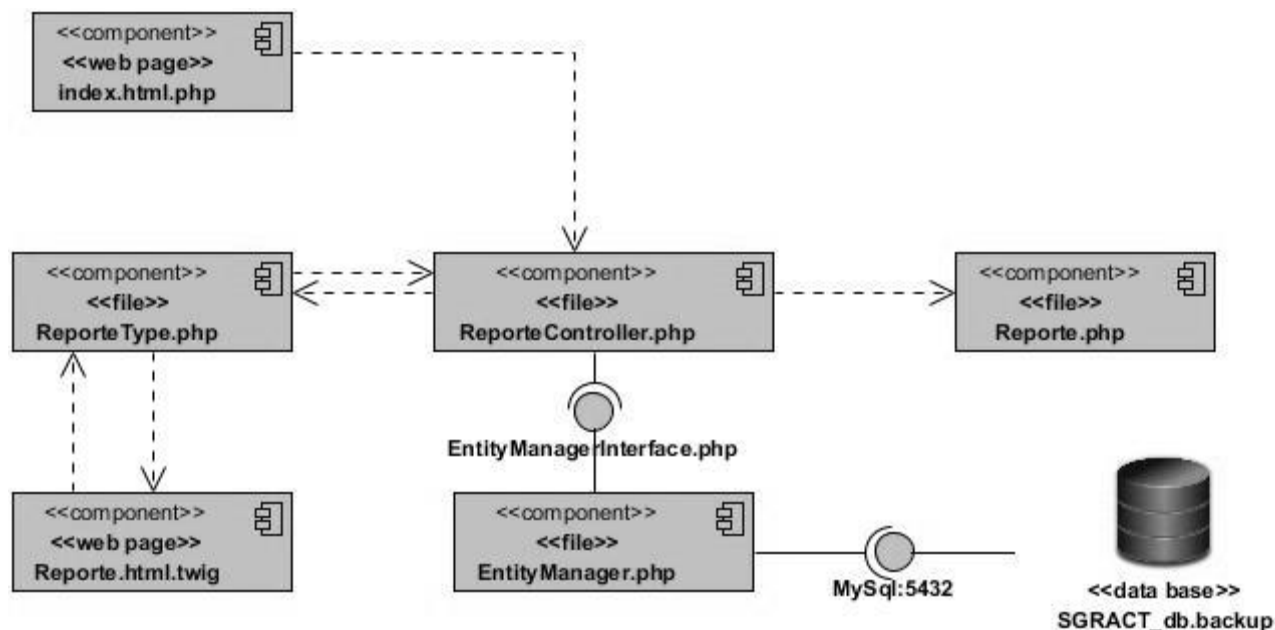 <<component>>
<<web page>>
index.html.php
<<component>>
<<file>>
ReporteType.php
<<component>>
<<file>>
ReporteController.php
<<component>>
<<file>>
Reporte.php
EntityManagerInterface.php
<<component>>
<<web page>>
Reporte.html.twig
<<component>>
<<file>>
EntityManager.php
MySql:5432
<<data base>>
SGRACT_db.backup